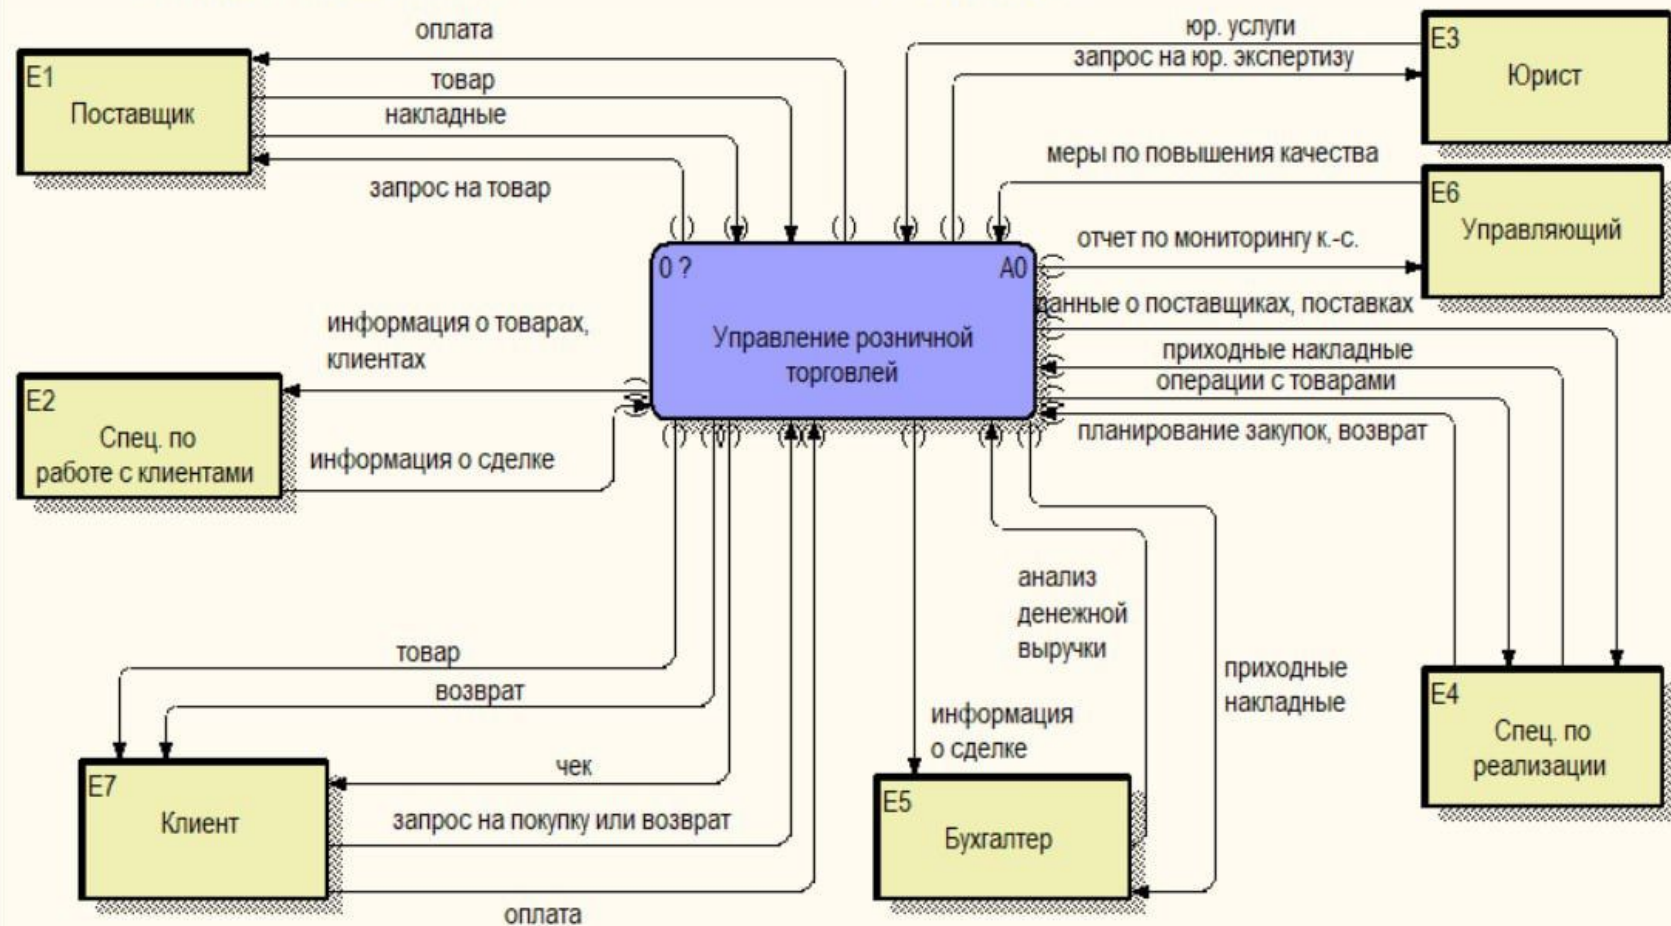 оплата
E1
Поставщик
товар
накладные
запрос на товар
юр. услуги
запрос на юр. экспертизу
E3
Юрист
меры по повышения качества
E6
Управляющий
отчет по мониторингу к.-с.
0 ?
A0
Управление розничной
торговлей
данные о поставщиках, поставках
приходные накладные
операции с товарами
планирование закупок, возврат
информация о товарах,
клиентах
E2
Спец. по
работе с клиентами
информация о сделке
товар
возврат
чек
E7
Клиент
запрос на покупку или возврат
оплата
анализ
денежной
выручки
информация
о сделке
E5
Бухгалтер
приходные
накладные
E4
Спец. по
реализации